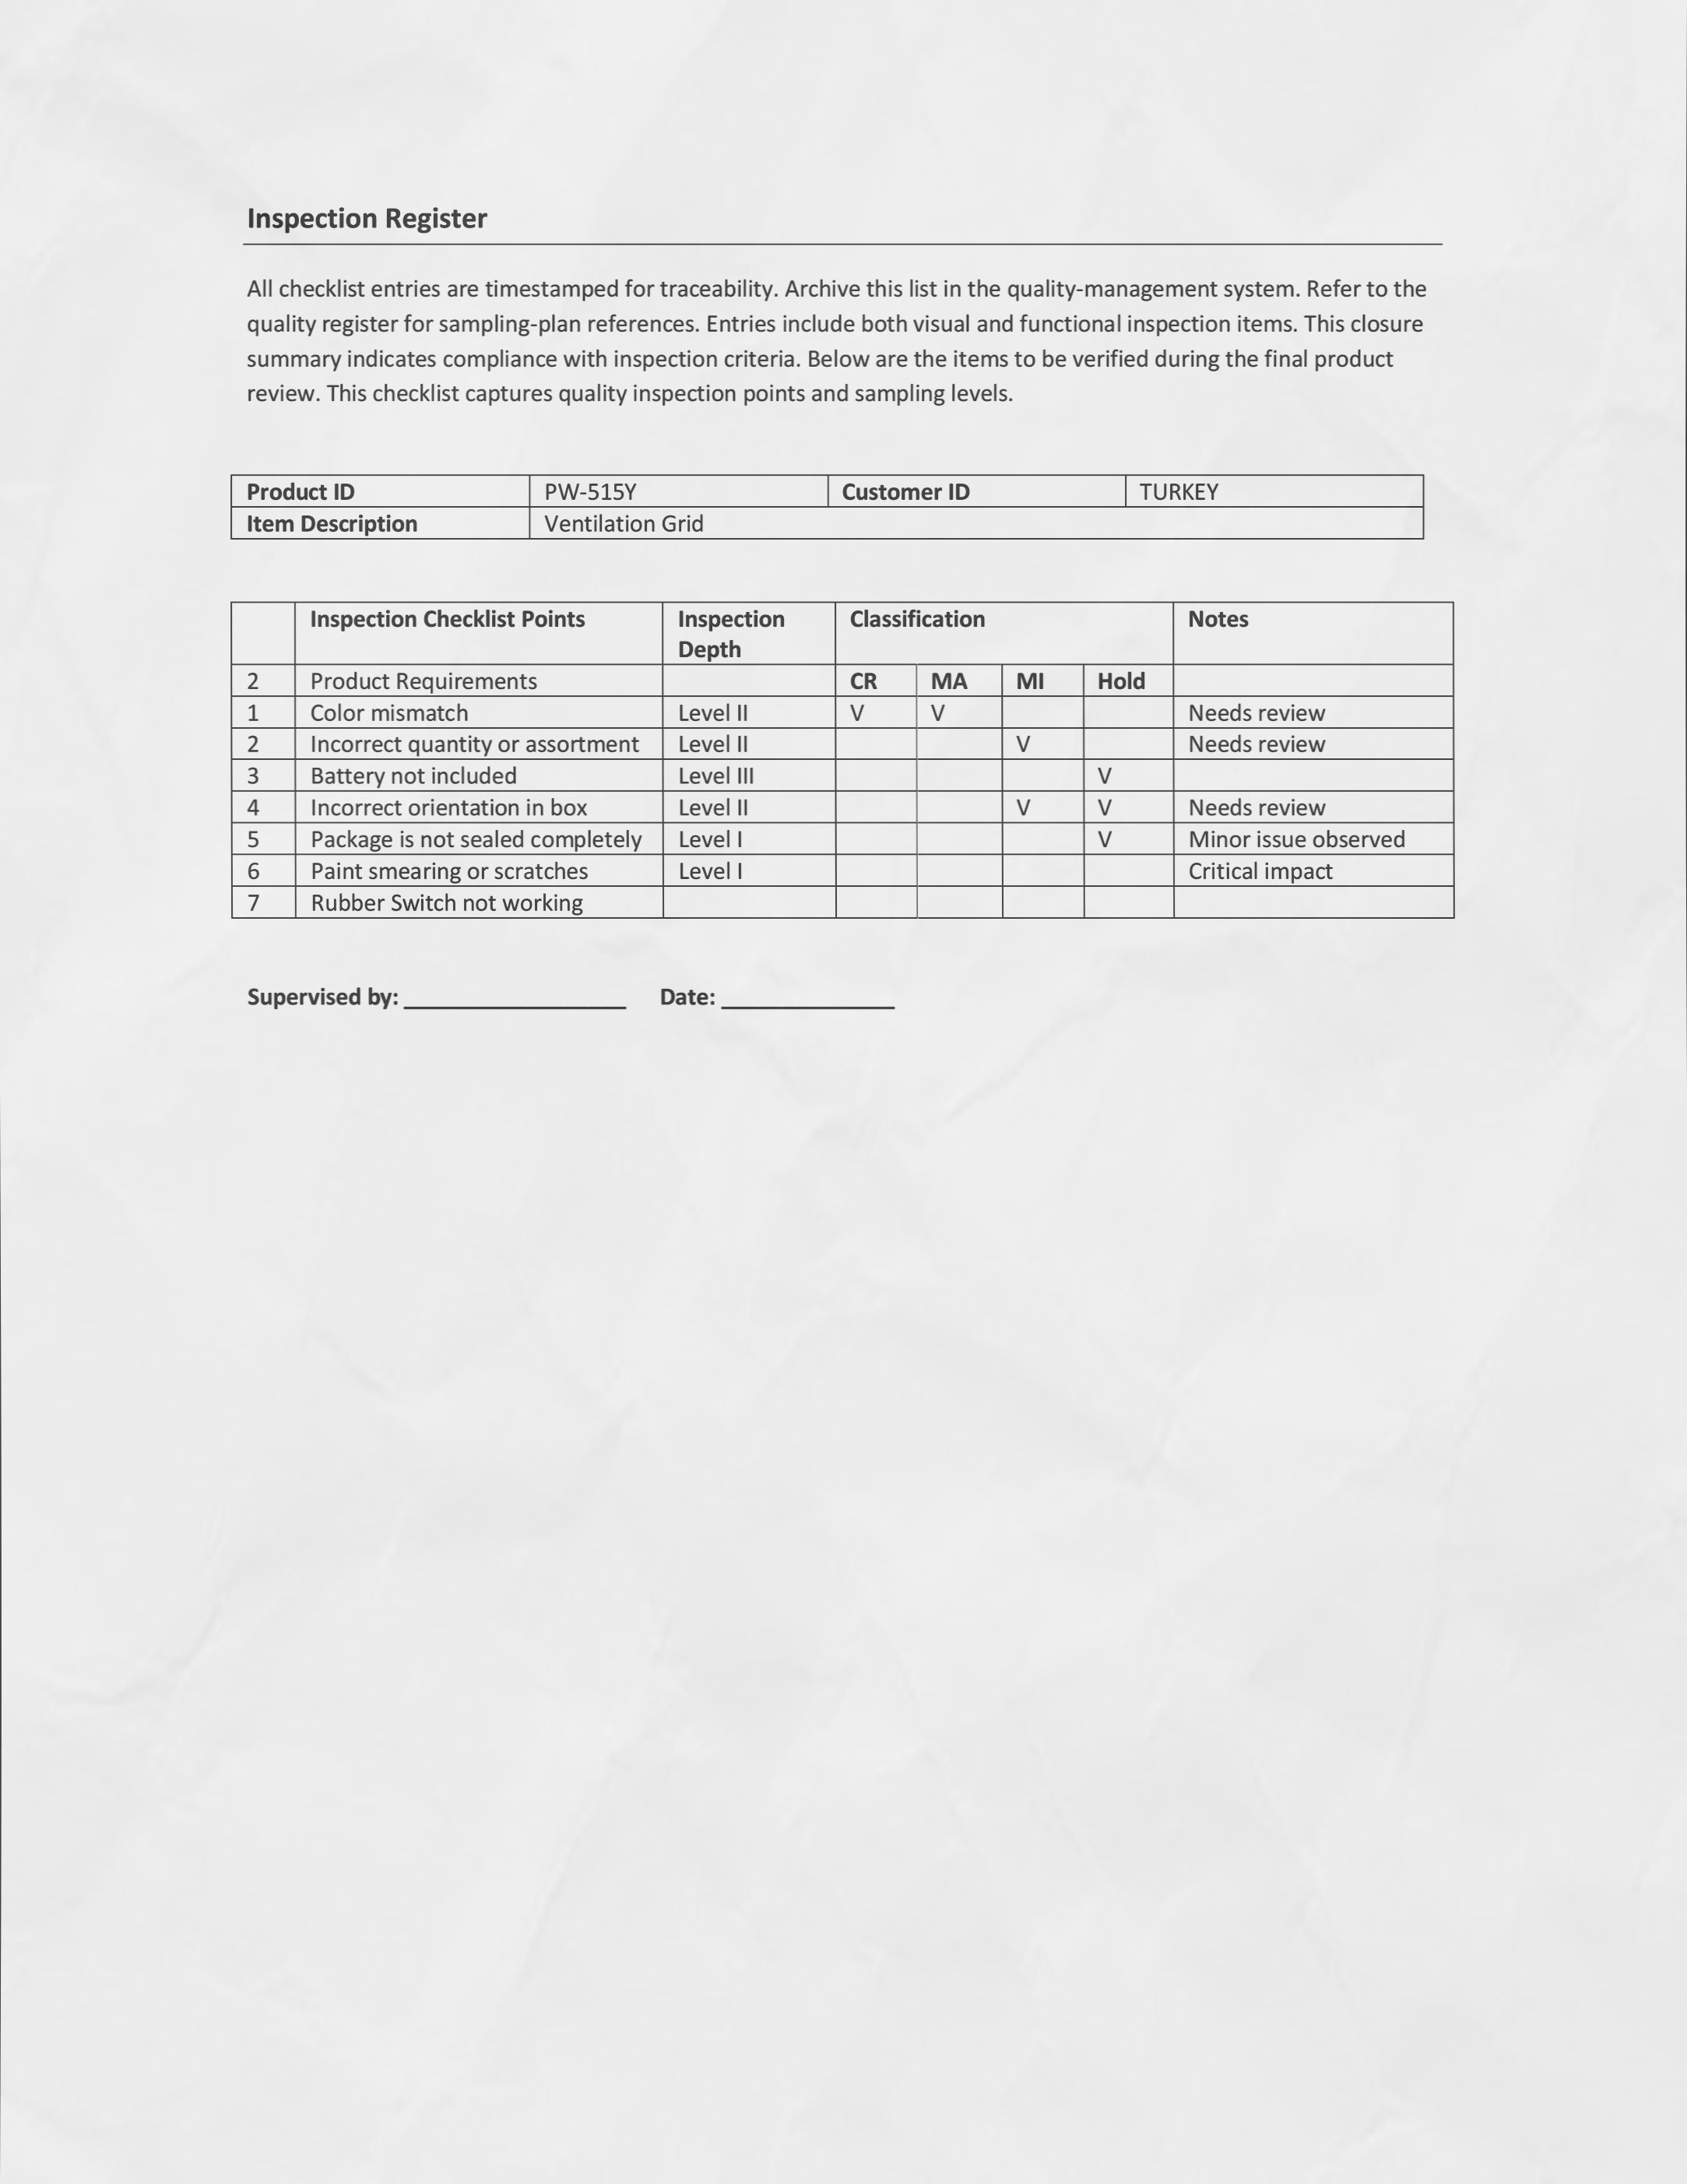 Inspection Register
All checklist entries are timestamped for traceability. Archive this list in the quality-management system. Refer to the
quality register for sampling-plan references. Entries include both visual and functional inspection items. This closure
summary indicates compliance with inspection criteria. Below are the items to be verified during the final product
review. This checklist captures quality inspection points and sampling levels.
Product ID PW-515Y Customer ID TURKEY
Item Description Ventilation Grid
Inspection Checklist Points Inspection Depth Classification Notes
2 Product Requirements CR MA MI Hold
1 Color mismatch Level II V V Needs review
2 Incorrect quantity or assortment Level II V Needs review
3 Battery not included Level III V
4 Incorrect orientation in box Level II V V Needs review
5 Package is not sealed completely Level I V Minor issue observed
6 Paint smearing or scratches Level I Critical impact
7 Rubber Switch not working
Supervised by: __________________ Date: ______________